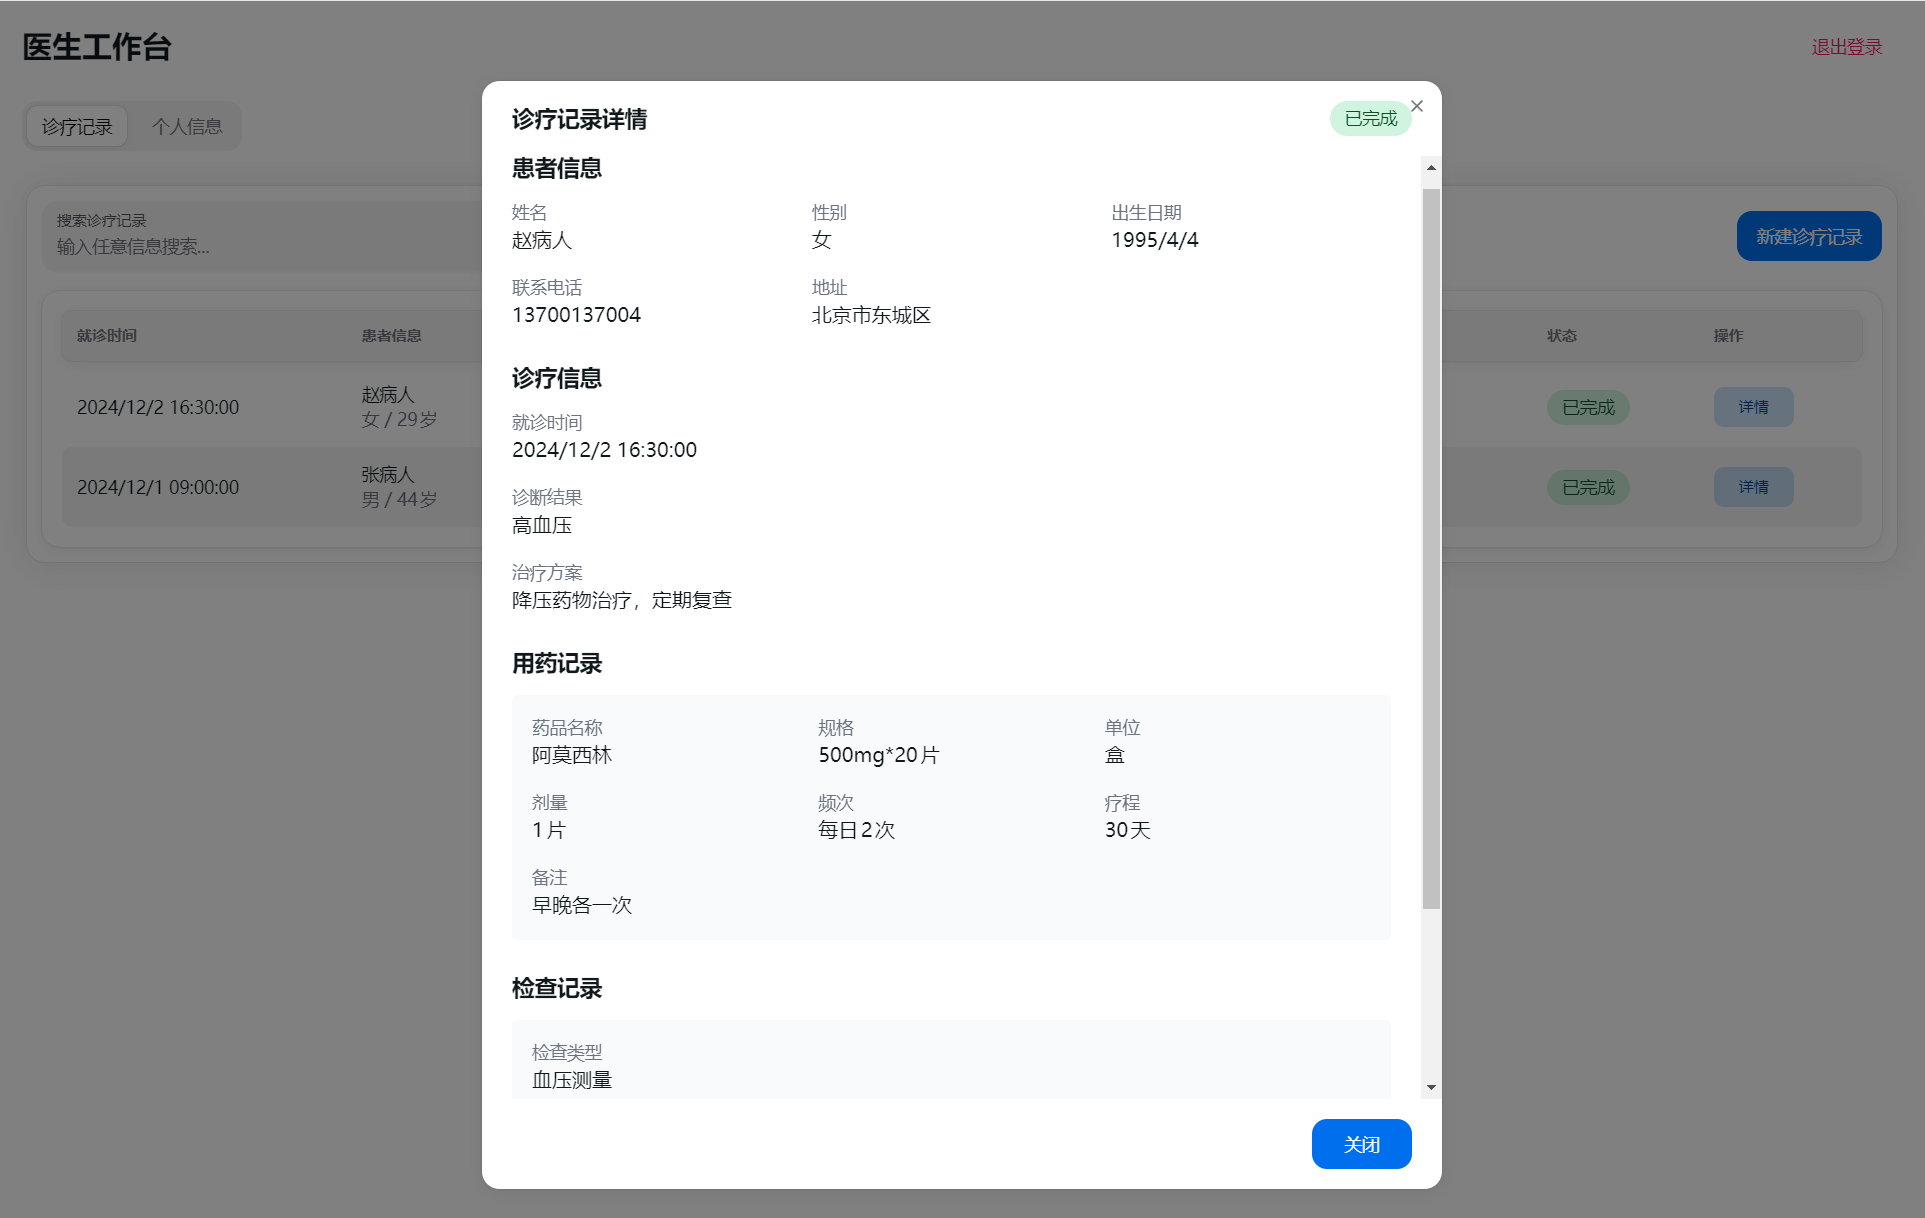 医生工作台
退出登录
诊疗记录 个人信息
搜索诊疗记录
输入任意信息搜索...
新建诊疗记录
就诊时间 患者信息 状态 操作
2024/12/2 16:30:00 赵病人 已完成 详情
女 / 29岁
2024/12/1 09:00:00 张病人 已完成 详情
男 / 44岁
诊疗记录详情 已完成
患者信息
姓名 性别 出生日期
赵病人 女 1995/4/4
联系电话 地址
13700137004 北京市东城区
诊疗信息
就诊时间
2024/12/2 16:30:00
诊断结果
高血压
治疗方案
降压药物治疗，定期复查
用药记录
药品名称 规格 单位
阿莫西林 500mg*20片 盒
剂量 频次 疗程
1片 每日2次 30天
备注
早晚各一次
检查记录
检查类型
血压测量
关闭